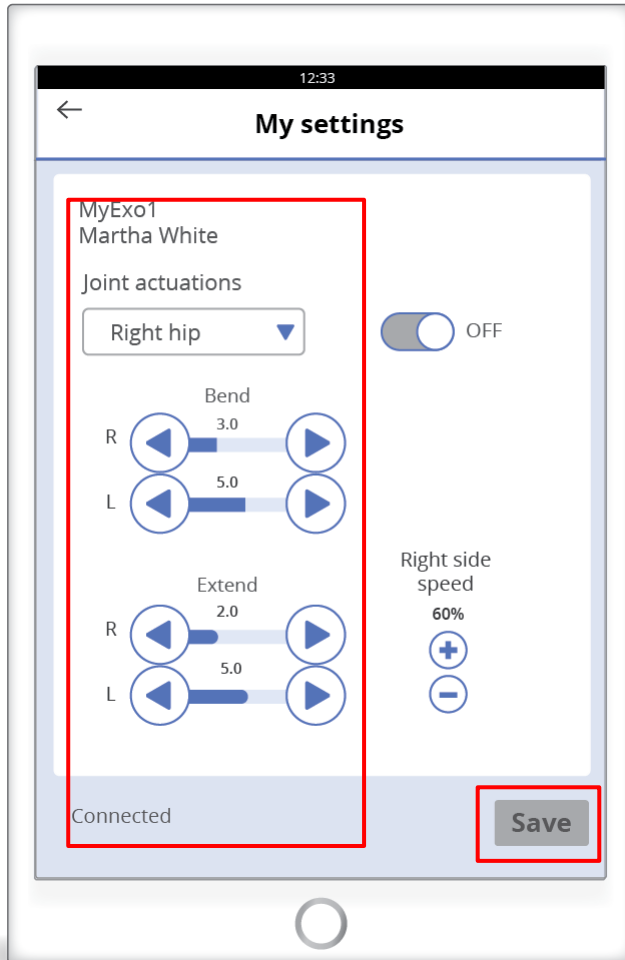 12:33
My settings
MyExo1
Martha White
Joint actuations
Right hip
OFF
Bend
R
3.0
L
5.0
Extend
R
2.0
L
5.0
Right side
speed
60%
Connected
Save